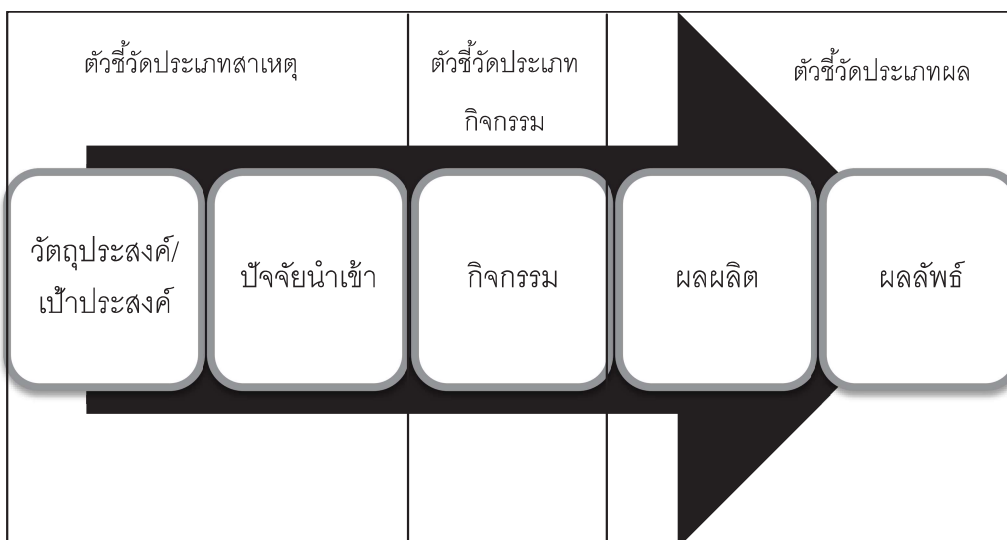 ตัวชี้วัดประเภทสาเหตุ
ตัวชี้วัดประเภท
กิจกรรม
ตัวชี้วัดประเภทผล
วัตถุประสงค์/
เป้าประสงค์
ปัจจัยนำเข้า
กิจกรรม
ผลผลิต
ผลลัพธ์